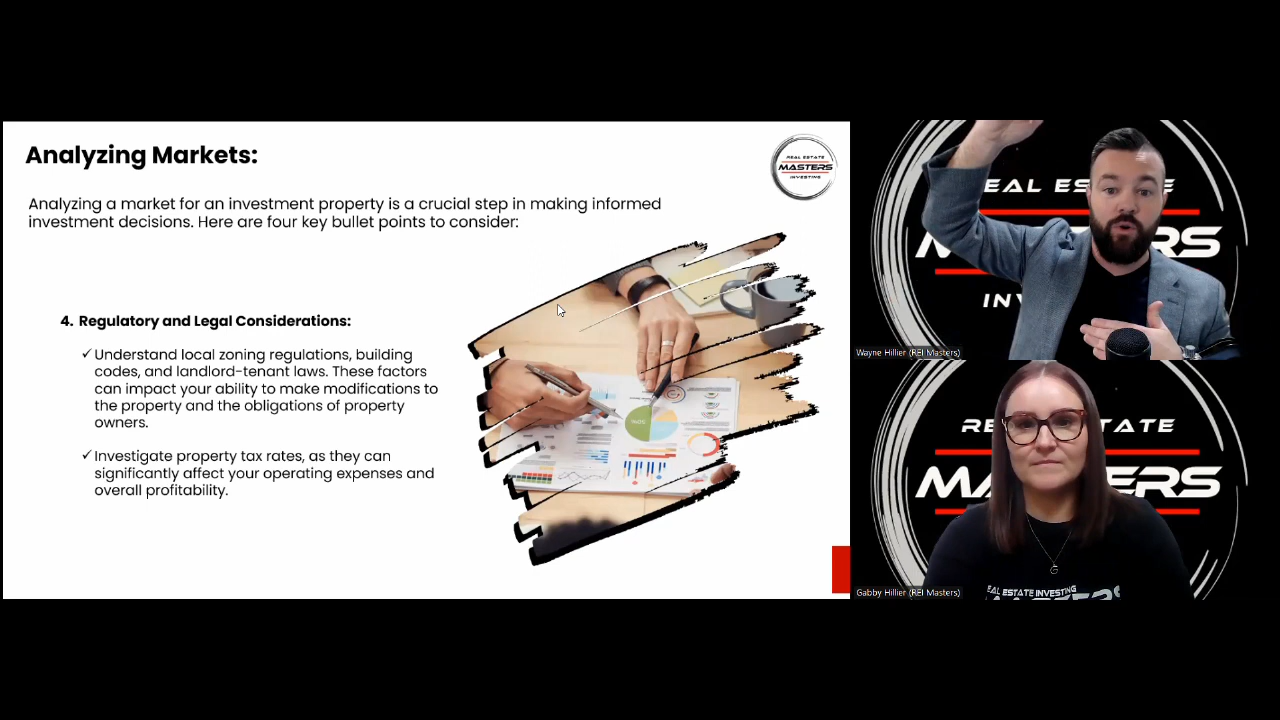 Analyzing Markets:
REAL ESTATE
MASTERS
INVESTING
Analyzing a market for an investment property is a crucial step in making informed
investment decisions. Here are four key bullet points to consider:
4. Regulatory and Legal Considerations:
✓ Understand local zoning regulations, building
codes, and landlord-tenant laws. These factors
can impact your ability to make modifications to
the property and the obligations of property
owners.
✓ Investigate property tax rates, as they can
significantly affect your operating expenses and
overall profitability.
Wayne Hillier (REI Masters)
Gabby Hillier (REI Masters)
EAL ESTATE INVESTING